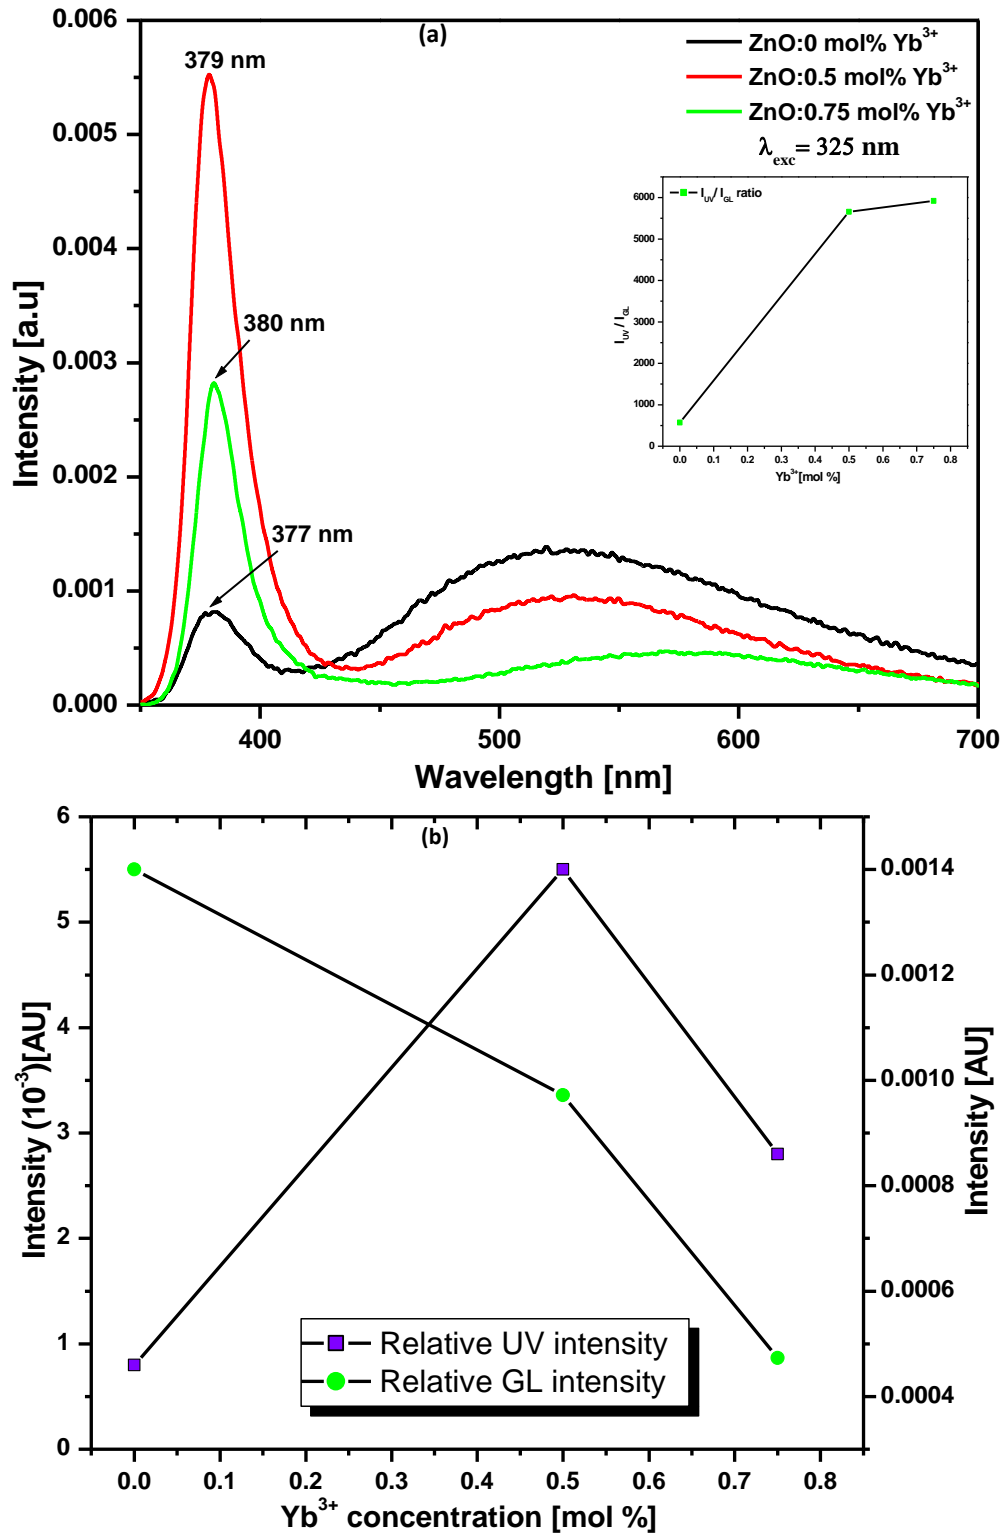 (a)
ZnO:0 mol% Yb³⁺
ZnO:0.5 mol% Yb³⁺
ZnO:0.75 mol% Yb³⁺
λexc= 325 nm
379 nm
380 nm
377 nm
0.006
0.005
0.004
0.003
0.002
0.001
0.000
Intensity [a.u]
400
500
600
700
Wavelength [nm]
IUV/ IGL ratio
6000
5000
4000
3000
2000
1000
0
IUV / IGL
0.0
0.1
0.2
0.3
0.4
0.5
0.6
0.7
0.8
Yb³⁺[mol %]
(b)
6
5
4
3
2
1
0
Intensity (10⁻³)[AU]
0.0014
0.0012
0.0010
0.0008
0.0006
0.0004
Intensity [AU]
Relative UV intensity
Relative GL intensity
0.0
0.1
0.2
0.3
0.4
0.5
0.6
0.7
0.8
Yb³⁺ concentration [mol %]